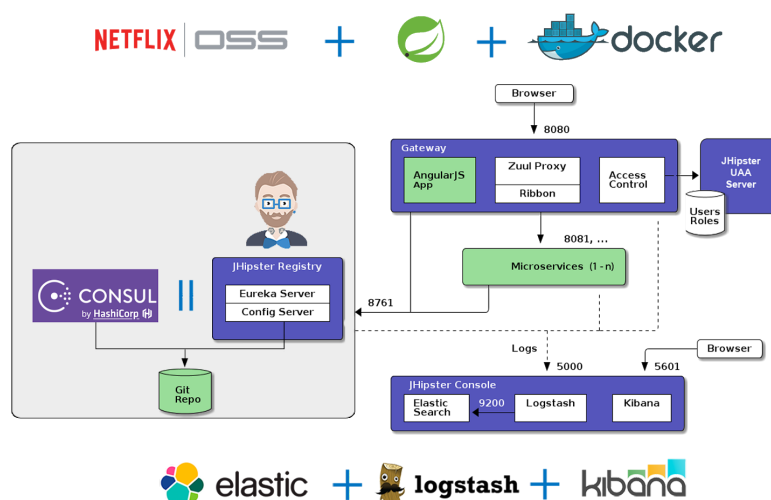 NETFLIX OSS + + docker
Browser
8080
Gateway
AngularJS
App
Zuul Proxy
Ribbon
Access
Control
JHipster
UAA
Server
Users
Roles
8081, ...
Microservices (1 - n)
JHipster Registry
Eureka Server
Config Server
8761
CONSUL
by HashiCorp
||
Git
Repo
Logs
5000
5601
Browser
JHipster Console
Elastic
Search
9200
Logstash
Kibana
elastic + logstash + kibana